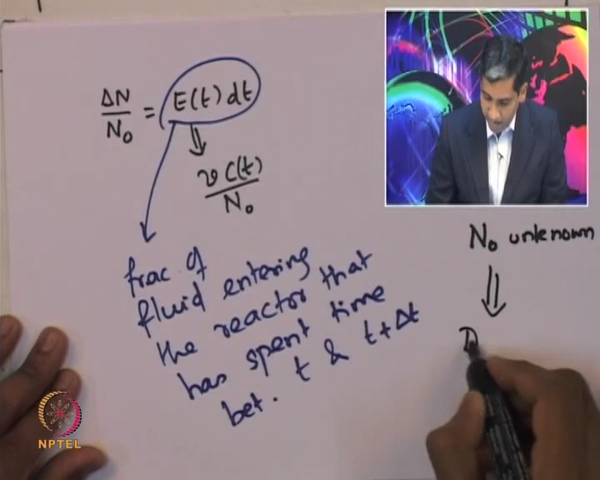 ΔN/N₀ = E(t) dt
⇓
v C(t)/N₀
frac. of
fluid entering
the reactor that
has spent time
bet. t & t+Δt
N₀ unknown
⇓
NPTEL